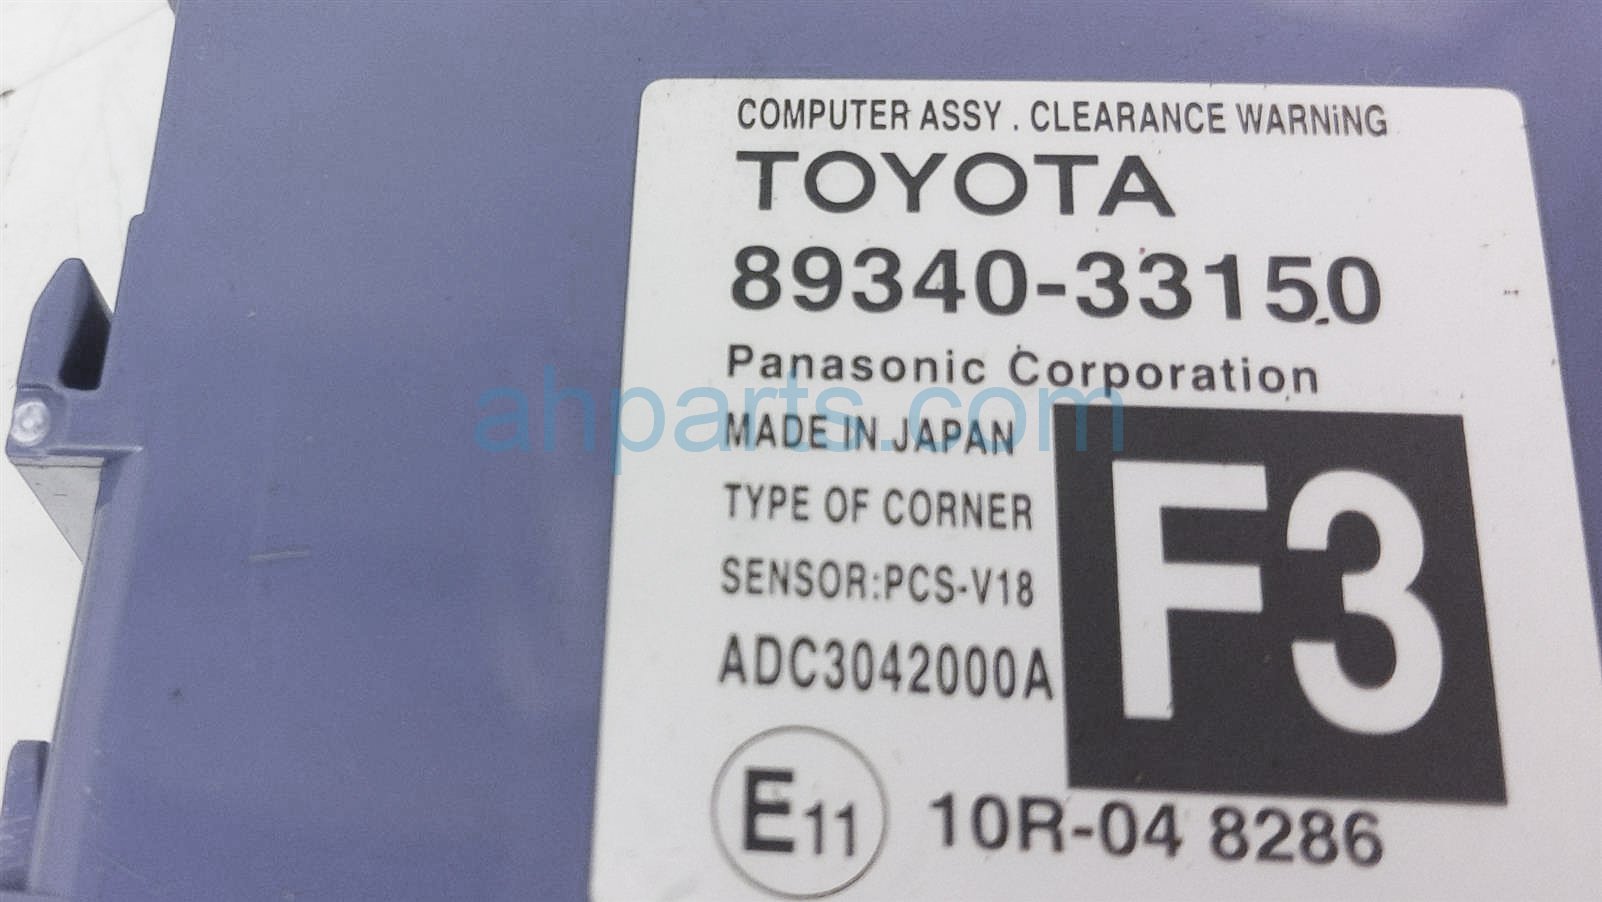 COMPUTER ASSY . CLEARANCE WARNiNG
TOYOTA
89340-33150
Panasonic Corporation
ahparts.com
MADE iN JAPAN
TYPE OF CORNER
SENSOR:PCS-V18
ADC3042000A
F3
E11 10R-04 8286